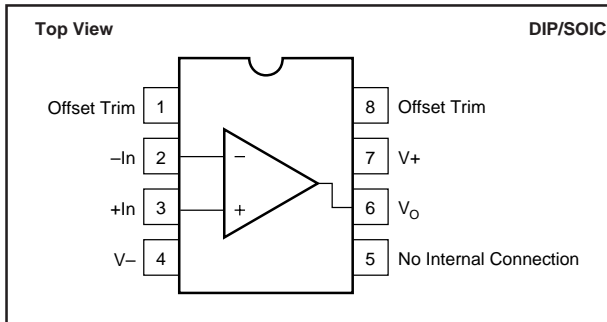 Top View DIP/SOIC
Offset Trim 1 8 Offset Trim
–In 2 – 7 V+
+In 3 + 6 VO
V– 4 5 No Internal Connection